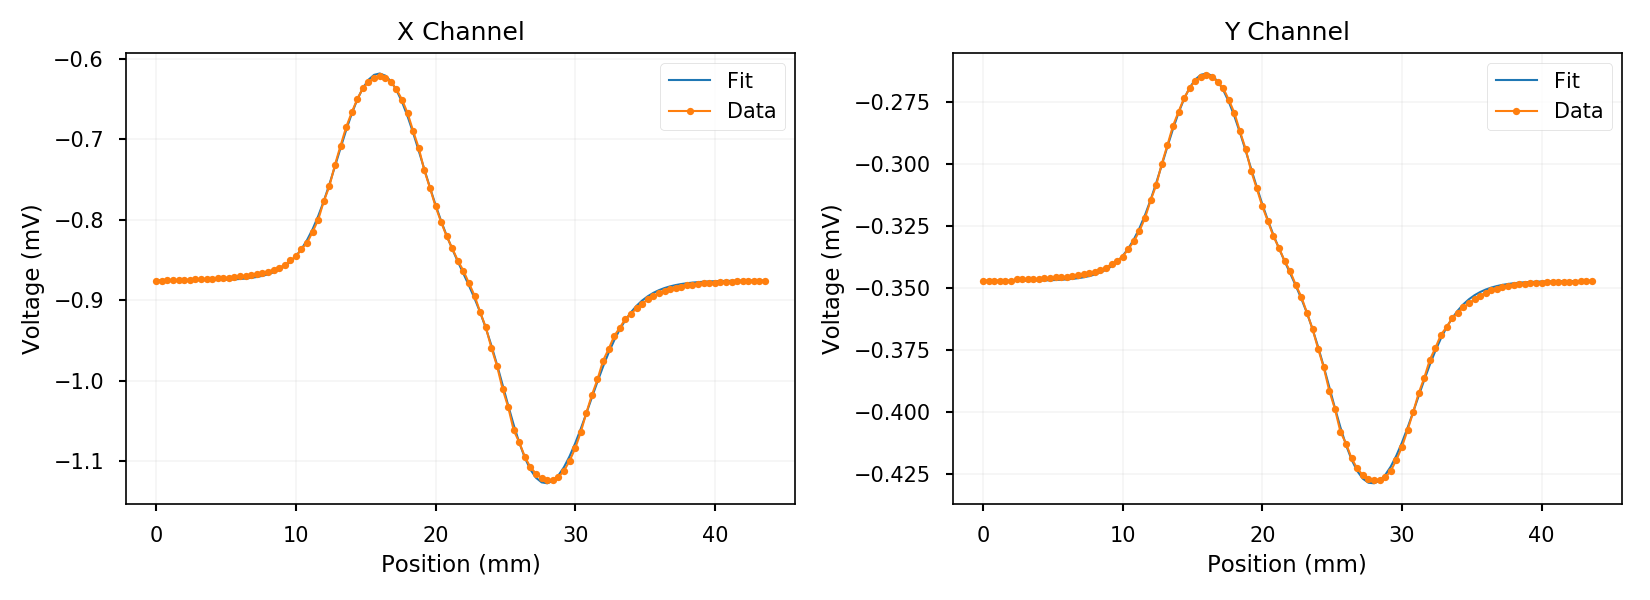 X Channel
−0.6
−0.7
−0.8
−0.9
−1.0
−1.1
Voltage (mV)
0
10
20
30
40
Position (mm)
Fit
Data
Y Channel
−0.275
−0.300
−0.325
−0.350
−0.375
−0.400
−0.425
Voltage (mV)
0
10
20
30
40
Position (mm)
Fit
Data